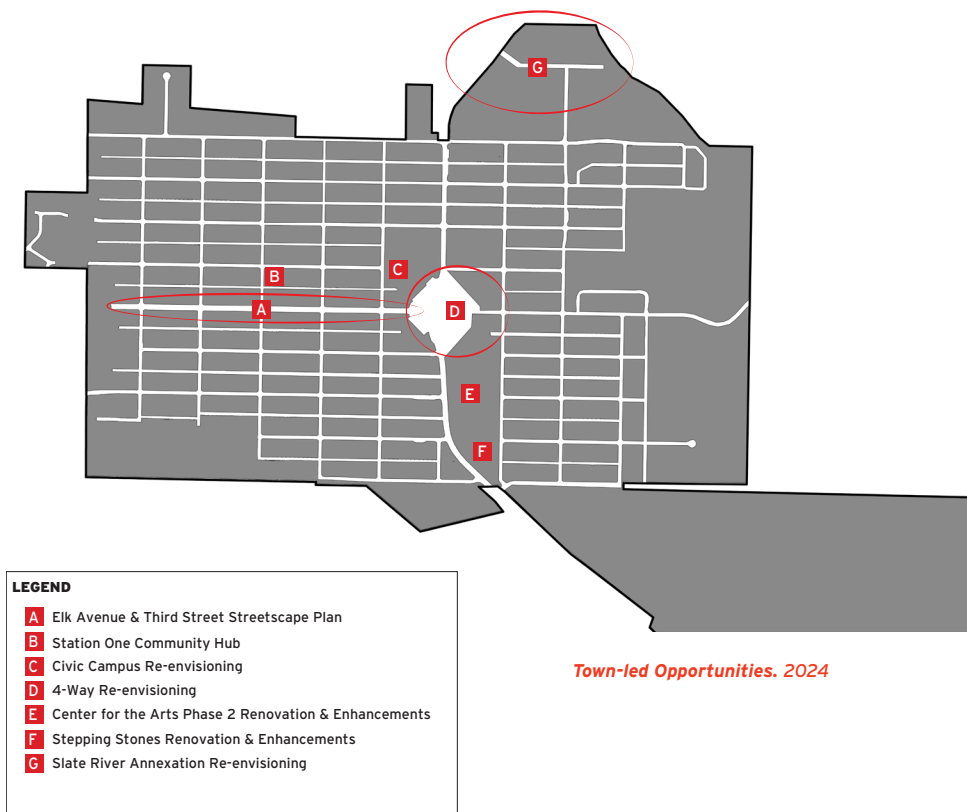 G
B
C
A
D
E
F
LEGEND
A Elk Avenue & Third Street Streetscape Plan
B Station One Community Hub
C Civic Campus Re-envisioning
D 4-Way Re-envisioning
E Center for the Arts Phase 2 Renovation & Enhancements
F Stepping Stones Renovation & Enhancements
G Slate River Annexation Re-envisioning
Town-led Opportunities. 2024